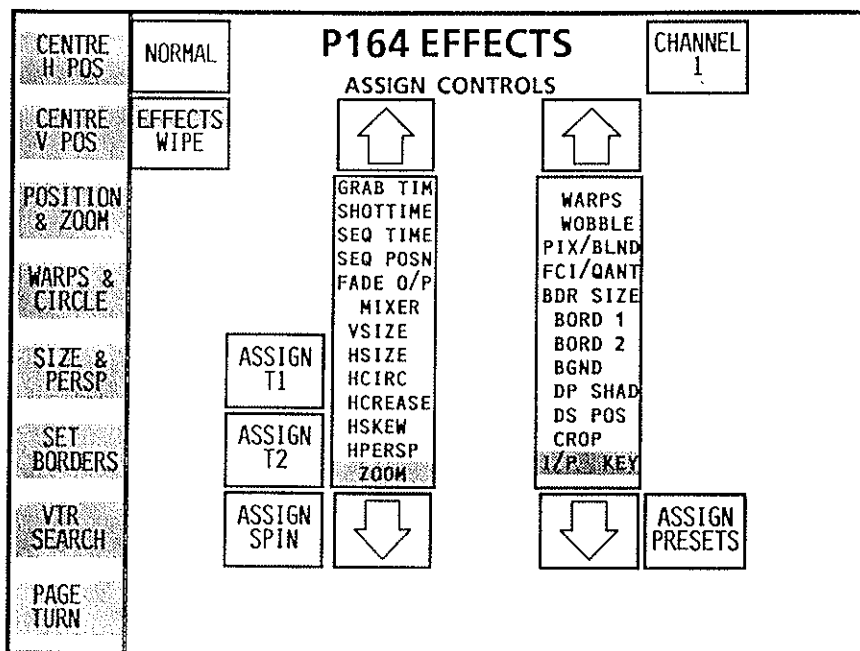 P164 EFFECTS
ASSIGN CONTROLS
CHANNEL
1
NORMAL
EFFECTS
WIPE
CENTRE
H POS
CENTRE
V POS
POSITION
& ZOOM
WARPS &
CIRCLE
SIZE &
PERSP
SET
BORDERS
VTR
SEARCH
PAGE
TURN
ASSIGN
T1
ASSIGN
T2
ASSIGN
SPIN
GRAB TIM
SHOTTIME
SEQ TIME
SEQ POSN
FADE O/P
MIXER
VSIZE
HSIZE
HCIRC
HCREASE
HSKEW
HPERSP
ZOOM
WARPS
WOBBLE
PIX/BLND
FCI/QANT
BDR SIZE
BORD 1
BORD 2
BGND
DP SHAD
DS POS
CROP
I/P KEY
ASSIGN
PRESETS